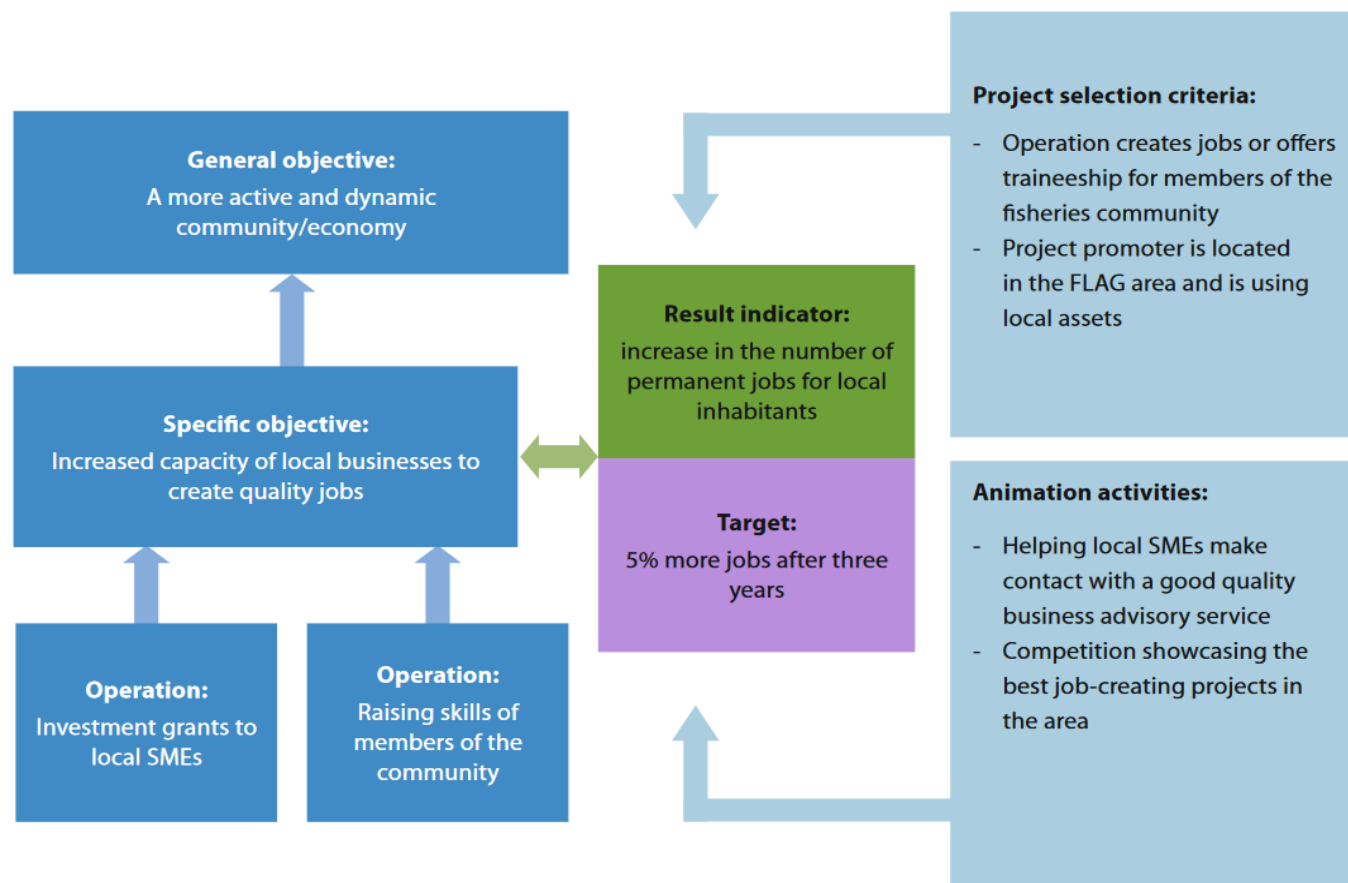 General objective:
A more active and dynamic
community/economy
Specific objective:
Increased capacity of local businesses to
create quality jobs
Operation:
Investment grants to
local SMEs
Operation:
Raising skills of
members of the
community
Result indicator:
increase in the number of
permanent jobs for local
inhabitants
Target:
5% more jobs after three
years
Project selection criteria:
- Operation creates jobs or offers
traineeship for members of the
fisheries community
- Project promoter is located
in the FLAG area and is using
local assets
Animation activities:
- Helping local SMEs make
contact with a good quality
business advisory service
- Competition showcasing the
best job-creating projects in
the area